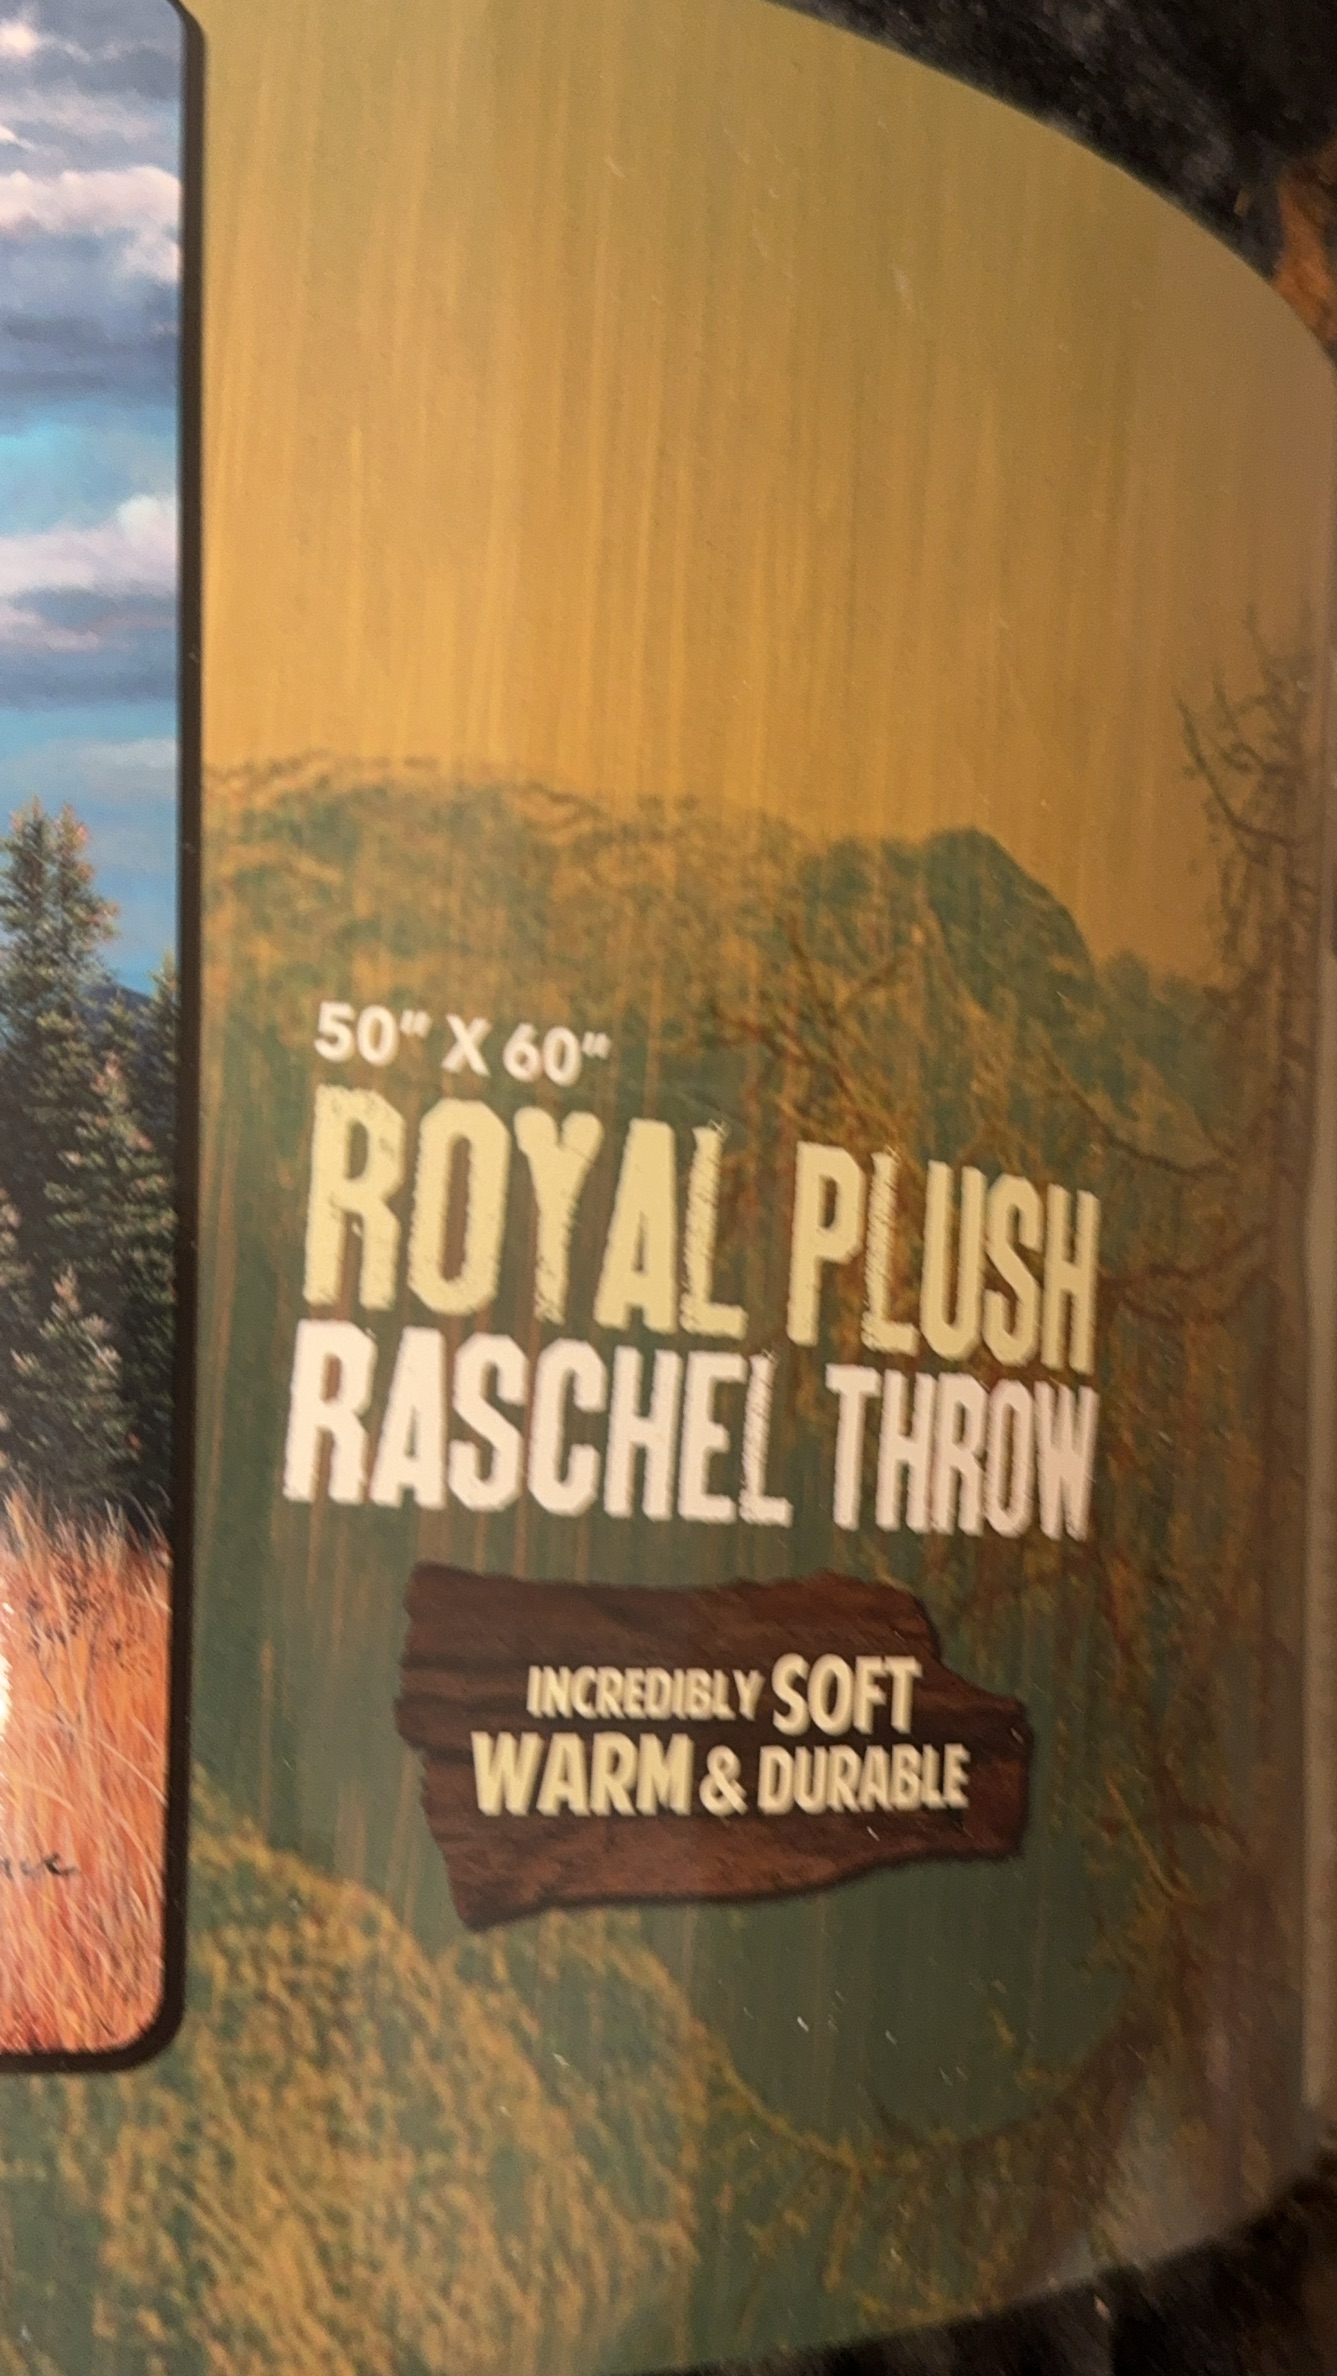 50" X 60"
ROYAL PLUSH
RASCHEL THROW
INCREDIBLY SOFT
WARM & DURABLE